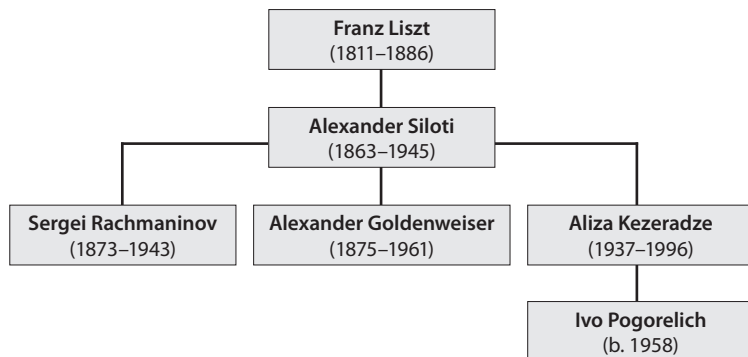 Franz Liszt
(1811–1886)
Alexander Siloti
(1863–1945)
Sergei Rachmaninov
(1873–1943)
Alexander Goldenweiser
(1875–1961)
Aliza Kezeradze
(1937–1996)
Ivo Pogorelich
(b. 1958)